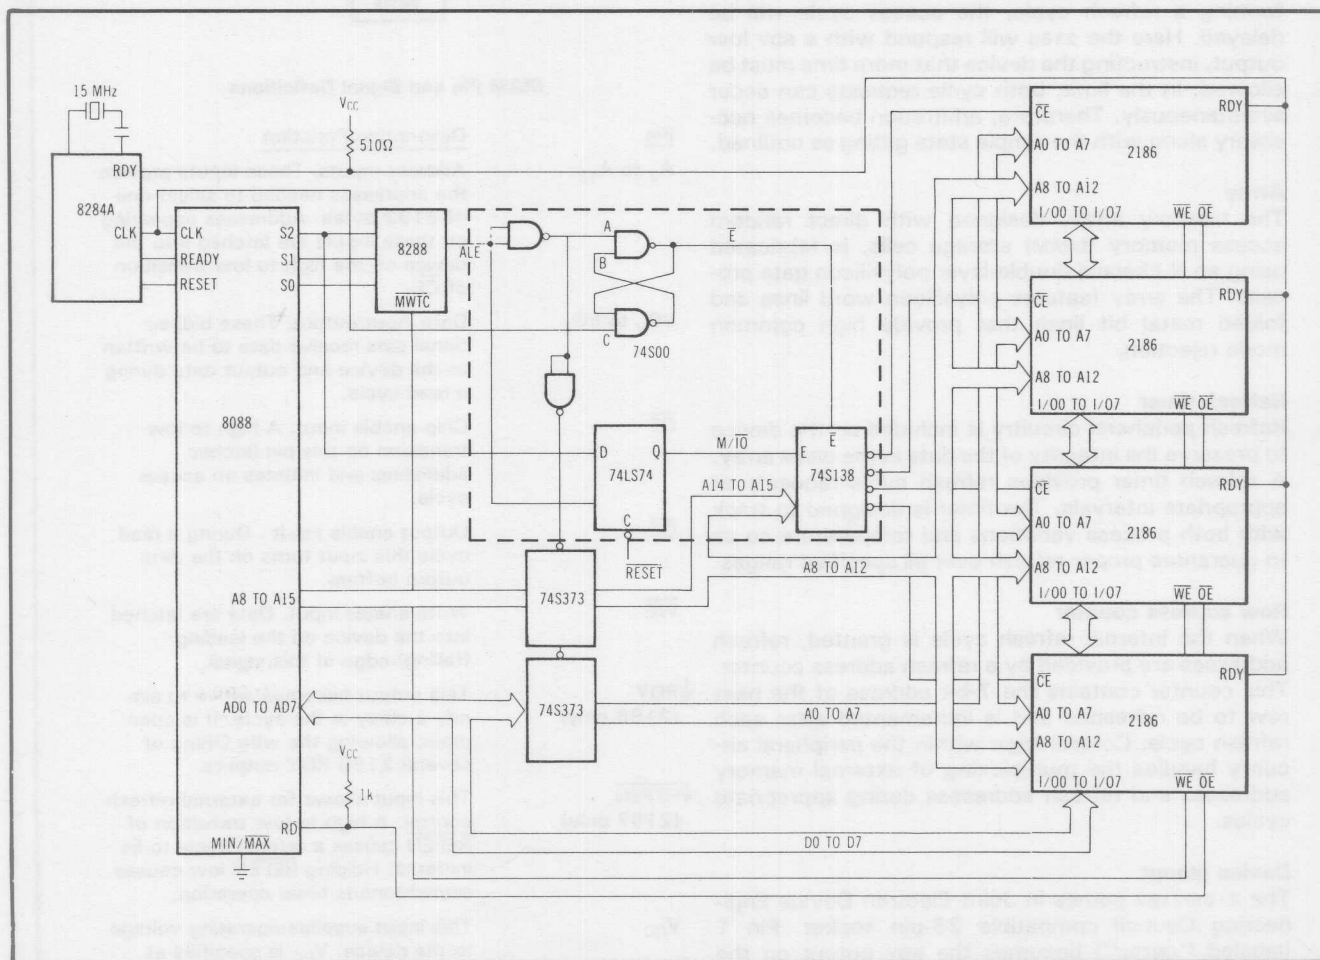 15 MHz
VCC
510Ω
RDY
8284A
CLK
CLK
READY
RESET
S2
S1
S0
8288
ALE
MWTC
8088
A
B
C
E
74S00
D Q
74LS74
C
RESET
M/IO
E
E
74S138
A14 TO A15
A8 TO A12
A8 TO A15
74S373
AD0 TO AD7
74S373
A0 TO A7
VCC
1k
RD
MIN/MAX
D0 TO D7
CE
RDY
A0 TO A7
2186
A8 TO A12
I/O0 TO I/O7
WE OE
CE
RDY
A0 TO A7
2186
A8 TO A12
I/O0 TO I/O7
WE OE
CE
RDY
A0 TO A7
2186
A8 TO A12
I/O0 TO I/O7
WE OE
CE
RDY
A0 TO A7
2186
A8 TO A12
I/O0 TO I/O7
WE OE